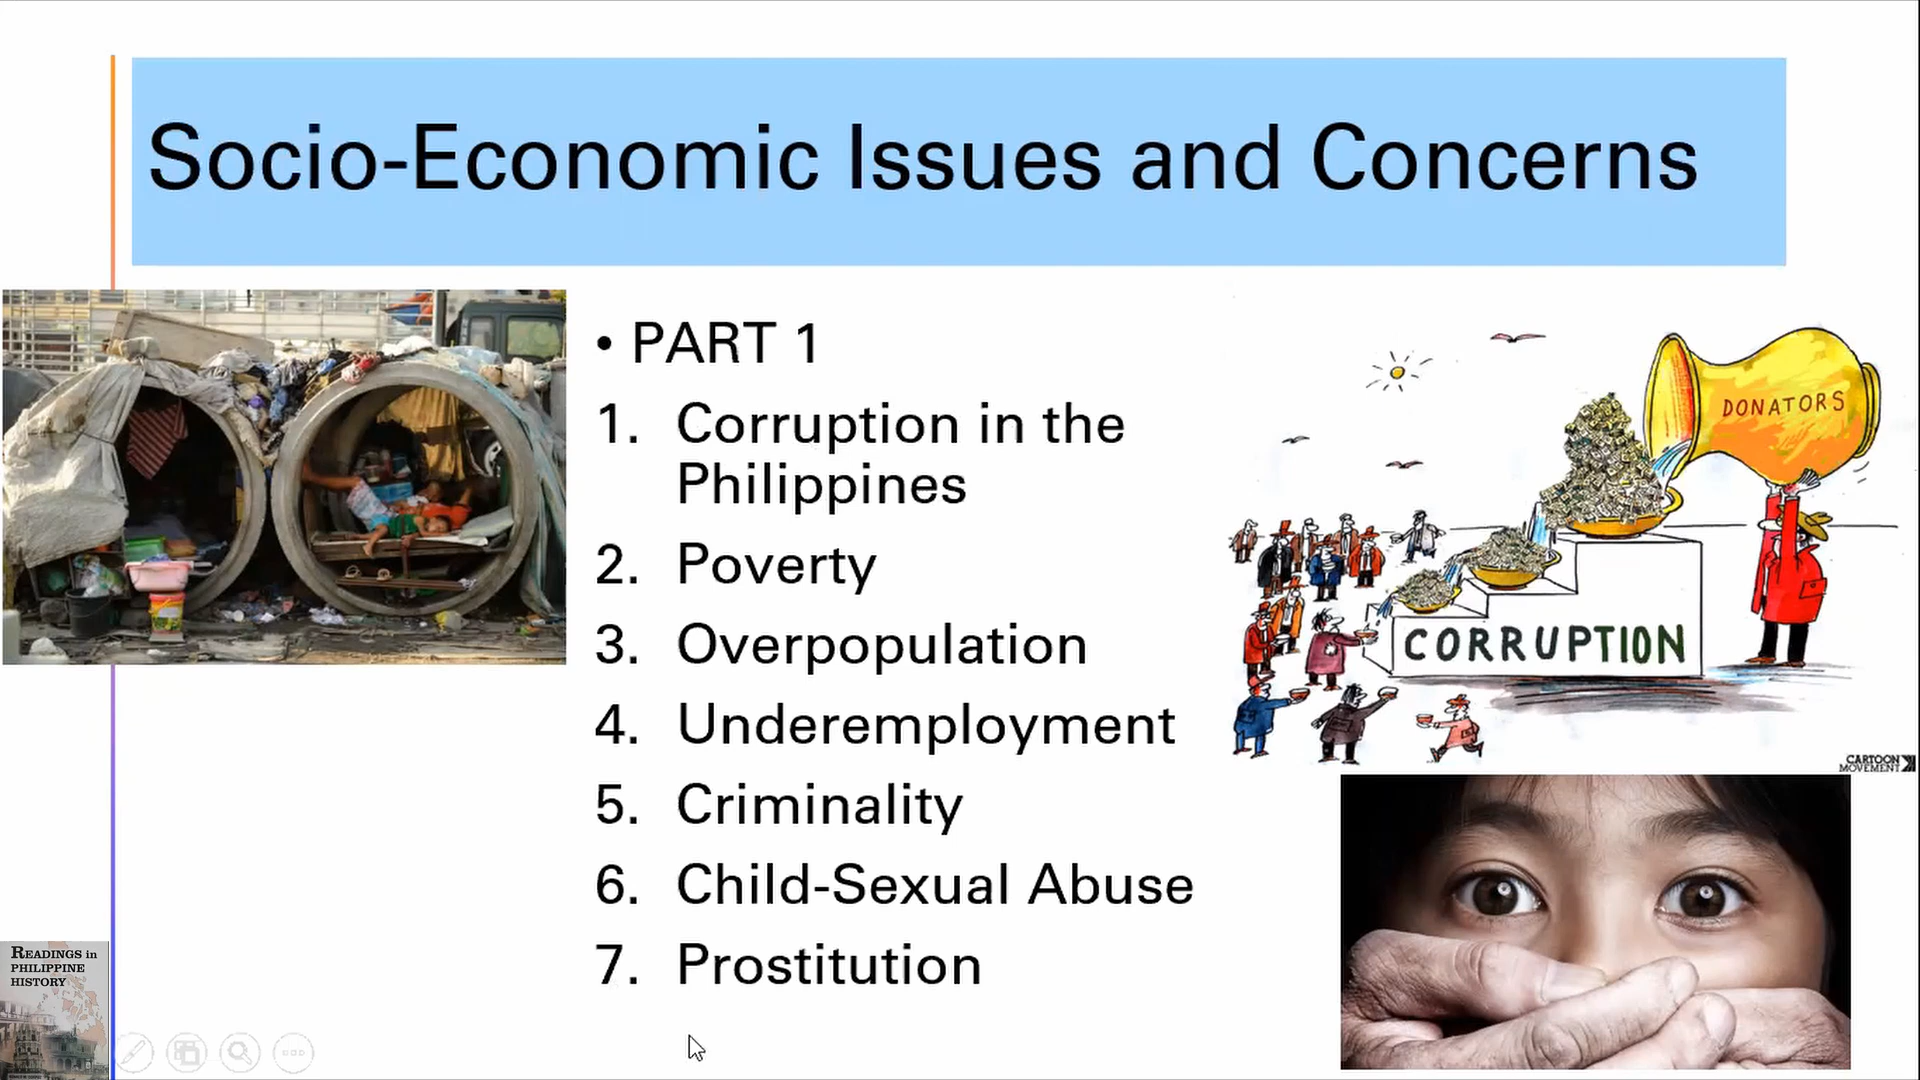 Socio-Economic Issues and Concerns
• PART 1
1. Corruption in the
Philippines
2. Poverty
3. Overpopulation
4. Underemployment
5. Criminality
6. Child-Sexual Abuse
7. Prostitution
DONATORS
CORRUPTION
CARTOON
MOVEMENT
READINGS in
PHILIPPINE
HISTORY